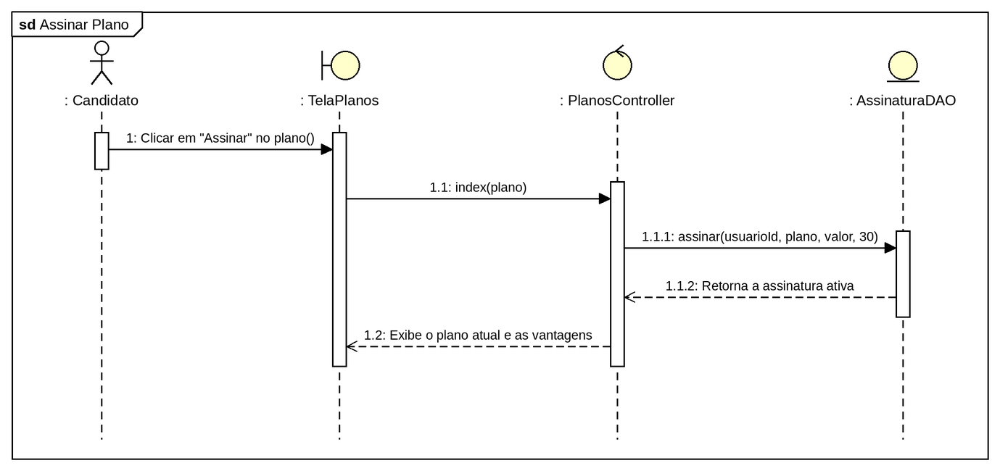 sd Assinar Plano
: Candidato
: TelaPlanos
: PlanosController
: AssinaturaDAO
1: Clicar em "Assinar" no plano()
1.1: index(plano)
1.1.1: assinar(usuarioId, plano, valor, 30)
1.1.2: Retorna a assinatura ativa
1.2: Exibe o plano atual e as vantagens